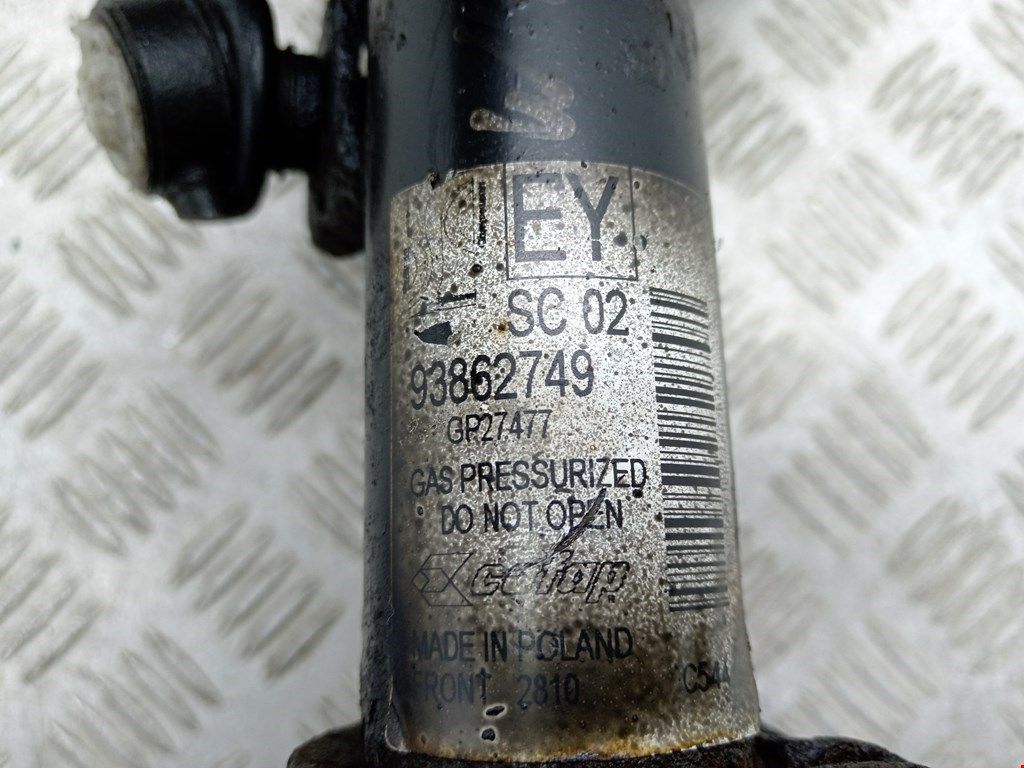 EY
SC 02
93862749
GP27477
GAS PRESSURIZED
DO NOT OPEN
MADE IN POLAND
FRONT 2810